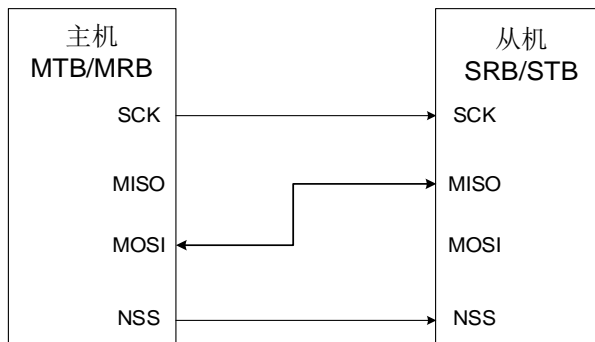 主机
MTB/MRB
SCK
MISO
MOSI
NSS
从机
SRB/STB
SCK
MISO
MOSI
NSS